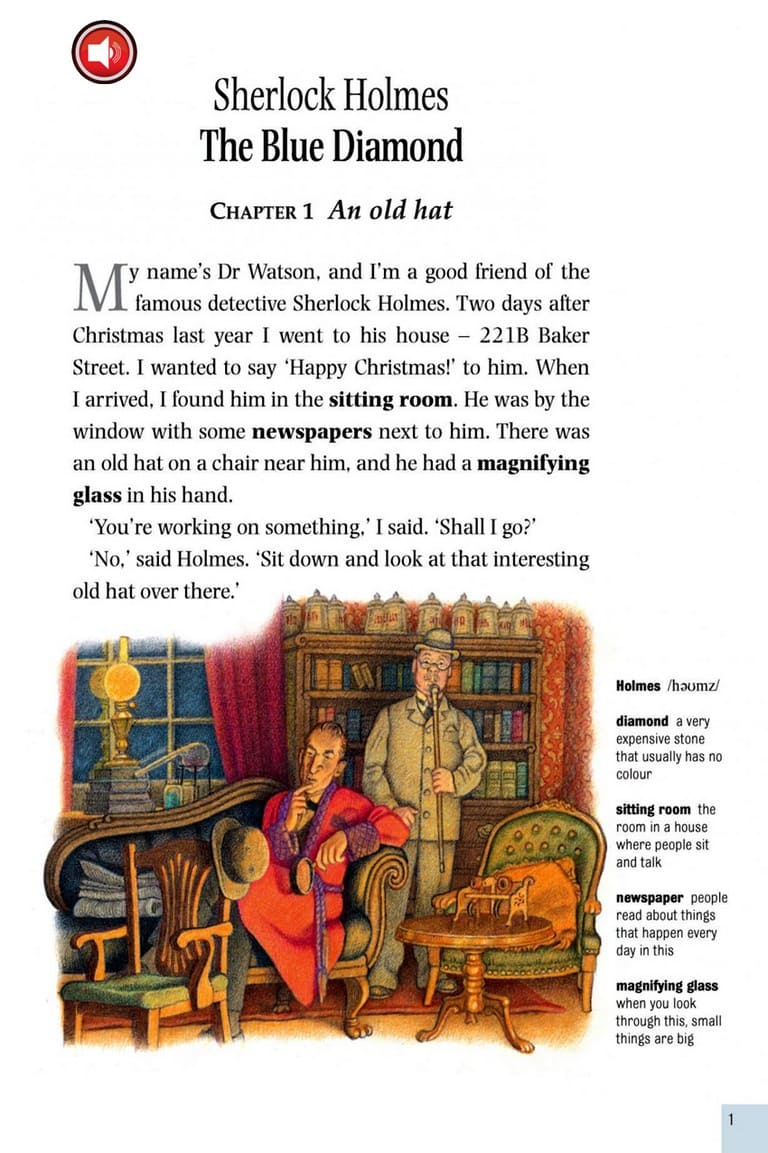 Sherlock Holmes
The Blue Diamond
CHAPTER 1 An old hat
My name's Dr Watson, and I'm a good friend of the
famous detective Sherlock Holmes. Two days after
Christmas last year I went to his house – 221B Baker
Street. I wanted to say ‘Happy Christmas!’ to him. When
I arrived, I found him in the sitting room. He was by the
window with some newspapers next to him. There was
an old hat on a chair near him, and he had a magnifying
glass in his hand.
‘You're working on something,’ I said. ‘Shall I go?’
‘No,’ said Holmes. ‘Sit down and look at that interesting
old hat over there.’
Holmes /həʊmz/
diamond a very
expensive stone
that usually has no
colour
sitting room the
room in a house
where people sit
and talk
newspaper people
read about things
that happen every
day in this
magnifying glass
when you look
through this, small
things are big
1